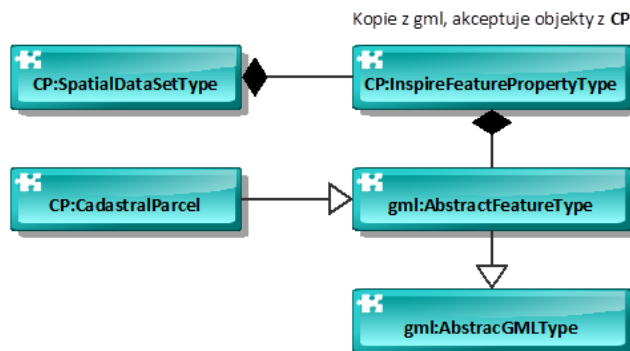 Kopie z gml, akceptuje objekty z CP
CP:SpatialDataSetType
CP:InspireFeaturePropertyType
CP:CadastralParcel
gml:AbstractFeatureType
gml:AbstracGMLType